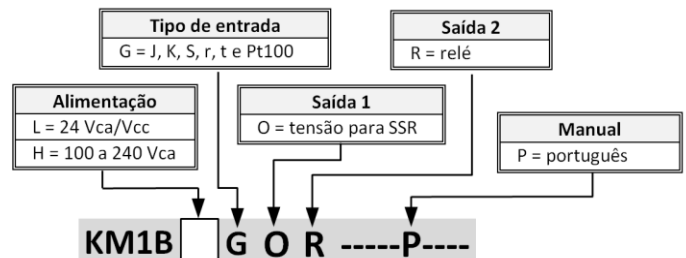 Tipo de entrada
G = J, K, S, r, t e Pt100
Saída 2
R = relé
Alimentação
L = 24 Vca/Vcc
H = 100 a 240 Vca
Saída 1
O = tensão para SSR
Manual
P = português
KM1B G O R -----P----